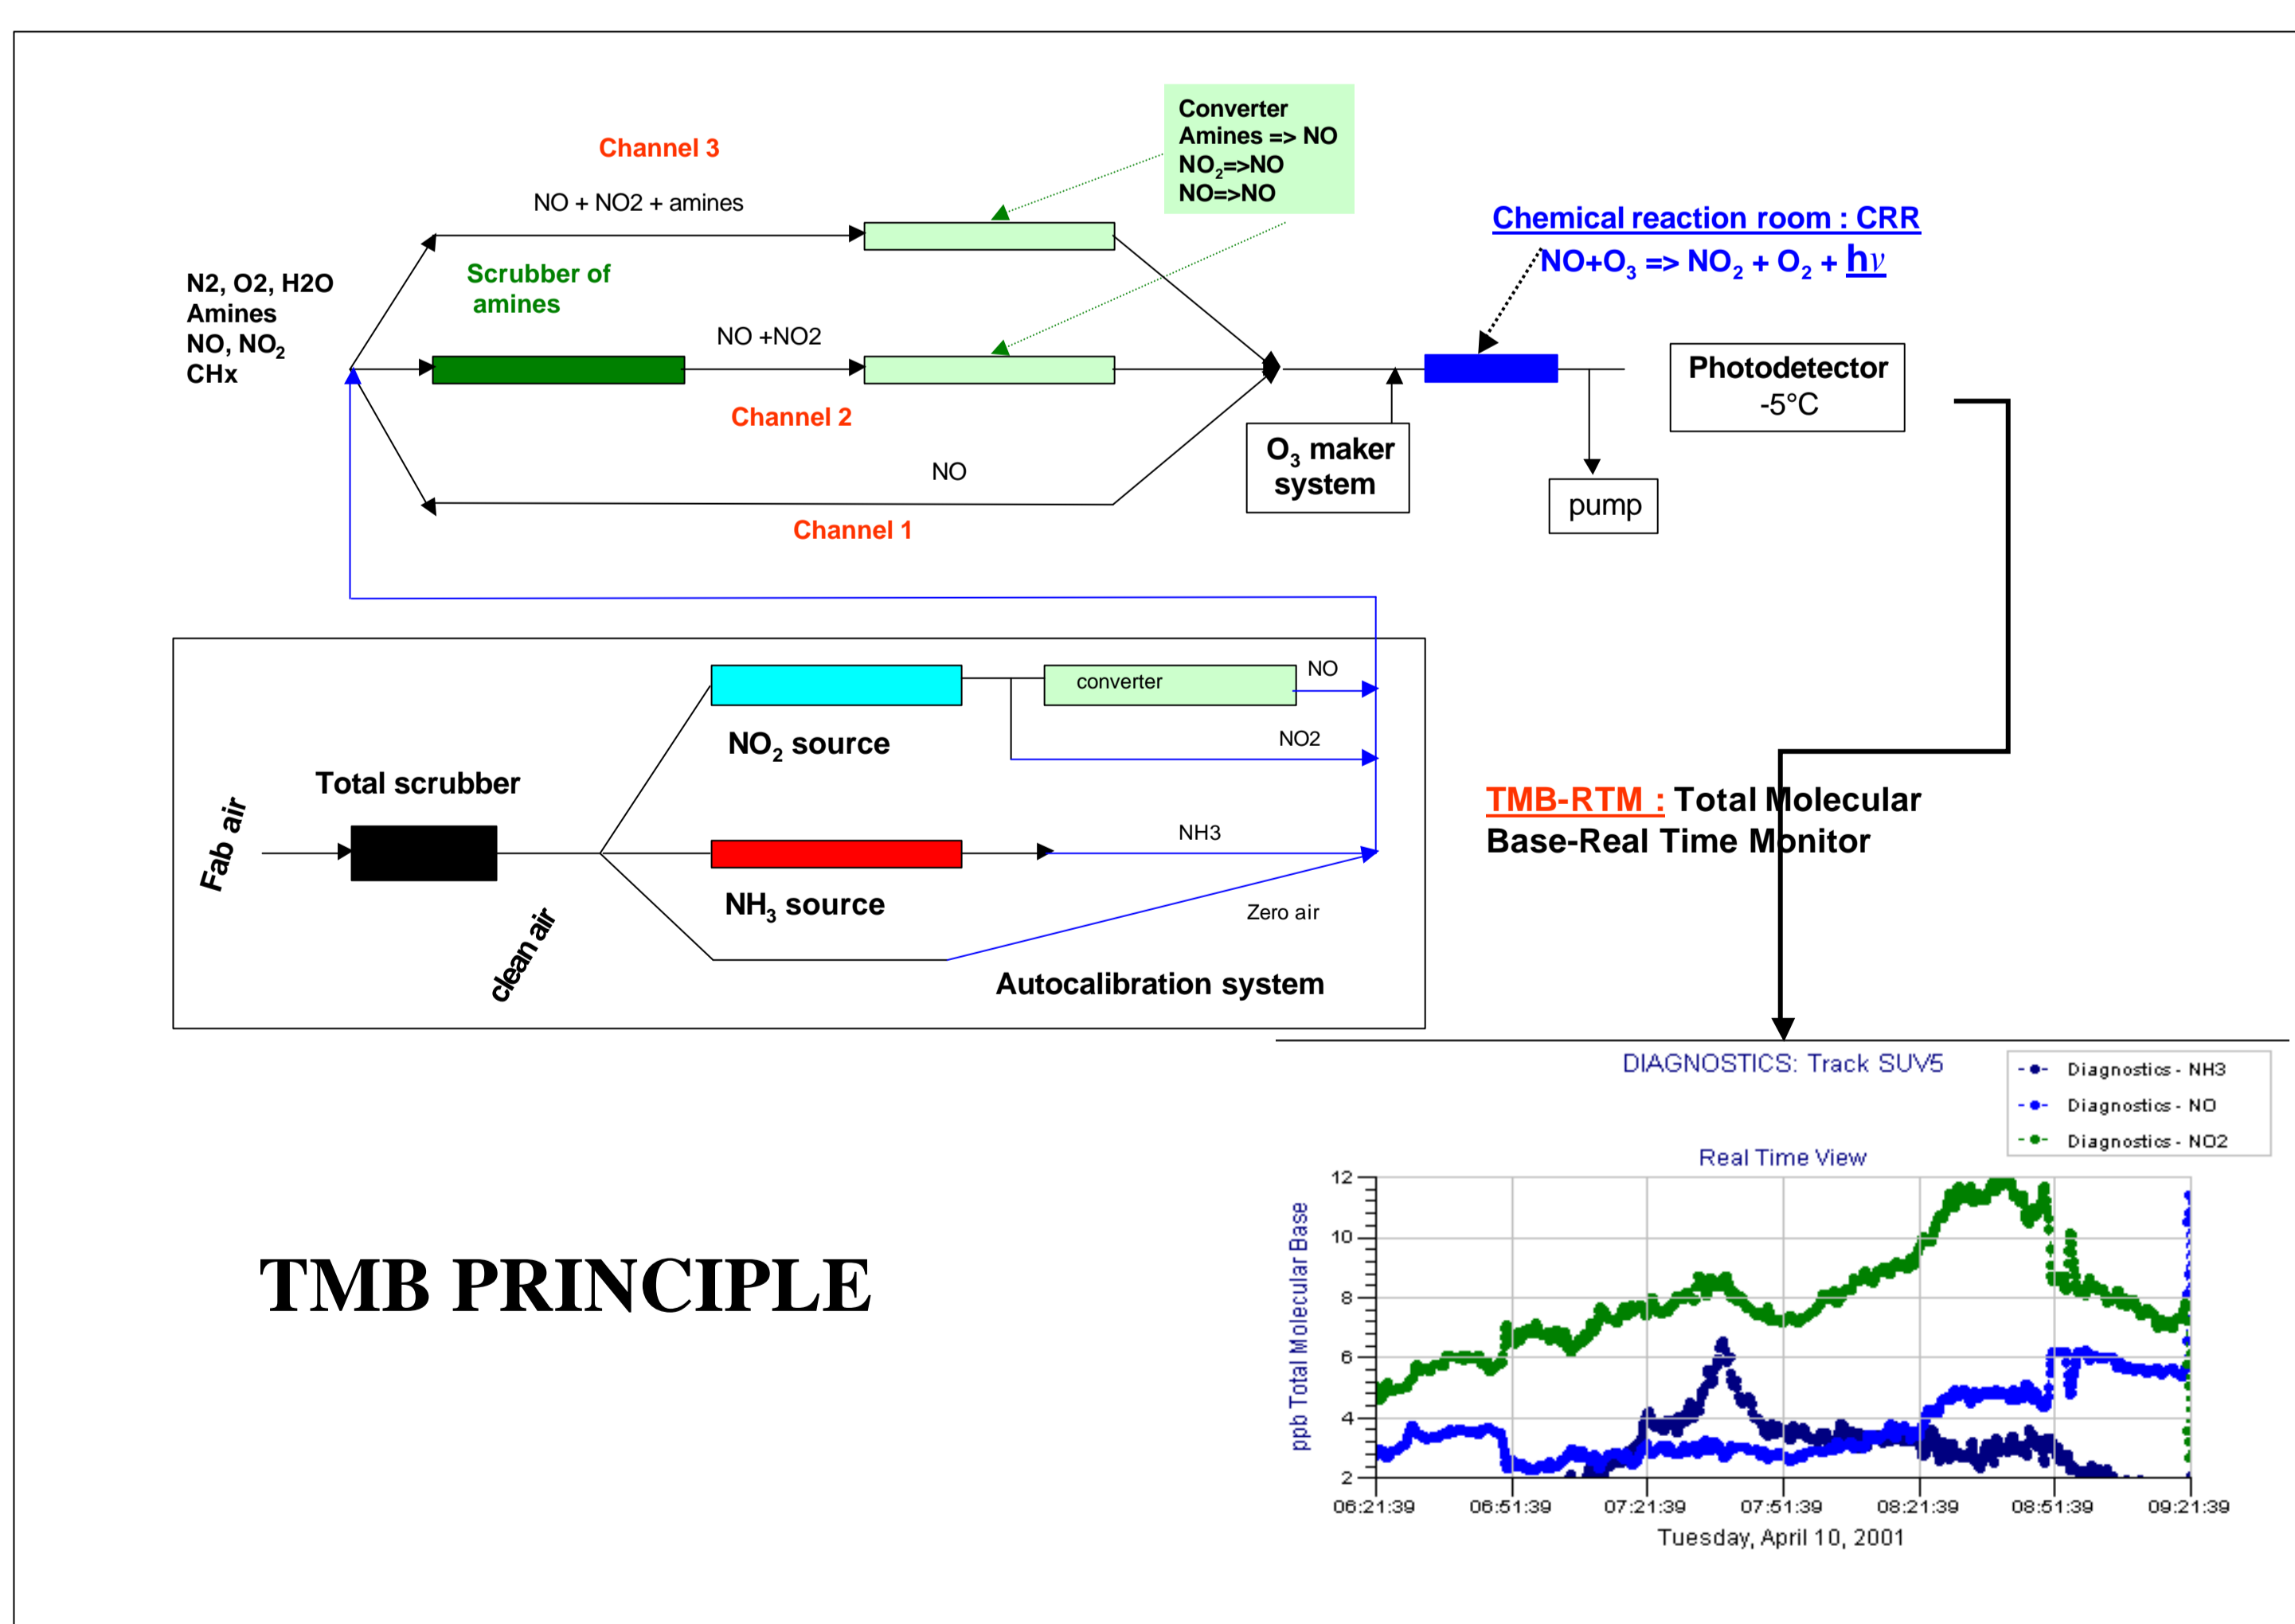 Converter
Amines => NO
NO2=>NO
NO=>NO
Channel 3
NO + NO2 + amines
Chemical reaction room : CRR
NO+O3 => NO2 + O2 + hν
N2, O2, H2O
Amines
NO, NO2
CHx
Scrubber of
amines
NO +NO2
Channel 2
Photodetector
-5°C
O3 maker
system
NO
pump
Channel 1
NO
converter
NO2 source
NO2
Total scrubber
Fab air
NH3
NH3 source
Zero air
clean air
Autocalibration system
TMB-RTM : Total Molecular
Base-Real Time Monitor
DIAGNOSTICS: Track SUV5
Diagnostics - NH3
Diagnostics - NO
Diagnostics - NO2
Real Time View
ppb Total Molecular Base
12
10
8
6
4
2
06:21:39 06:51:39 07:21:39 07:51:39 08:21:39 08:51:39 09:21:39
Tuesday, April 10, 2001
TMB PRINCIPLE